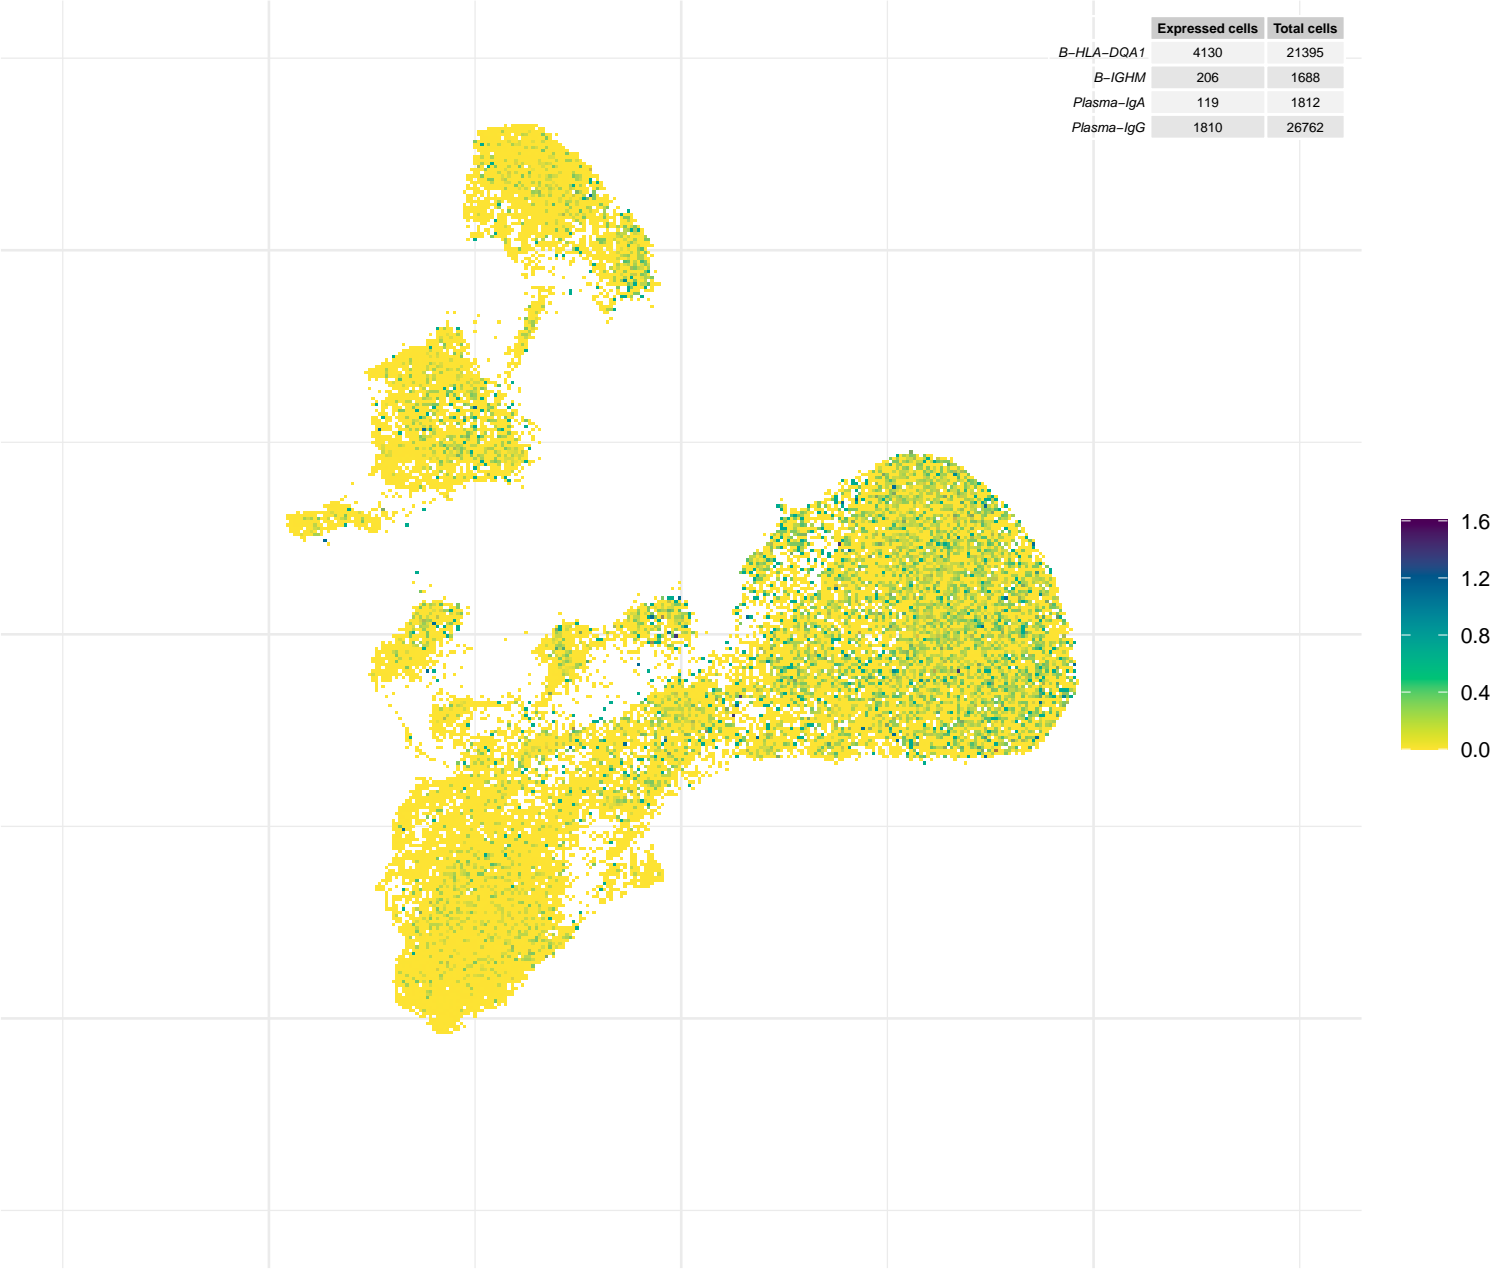 Expressed cells Total cells
B−HLA−DQA1 4130 21395
B−IGHM 206 1688
Plasma−IgA 119 1812
Plasma−IgG 1810 26762
1.6
1.2
0.8
0.4
0.0